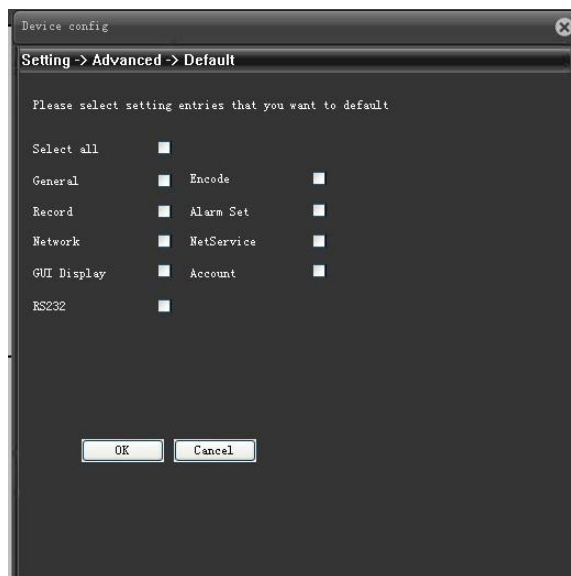 Device config
Setting -> Advanced -> Default
Please select setting entries that you want to default
Select all
General Encode
Record Alarm Set
Network NetService
GUI Display Account
RS232
OK Cancel